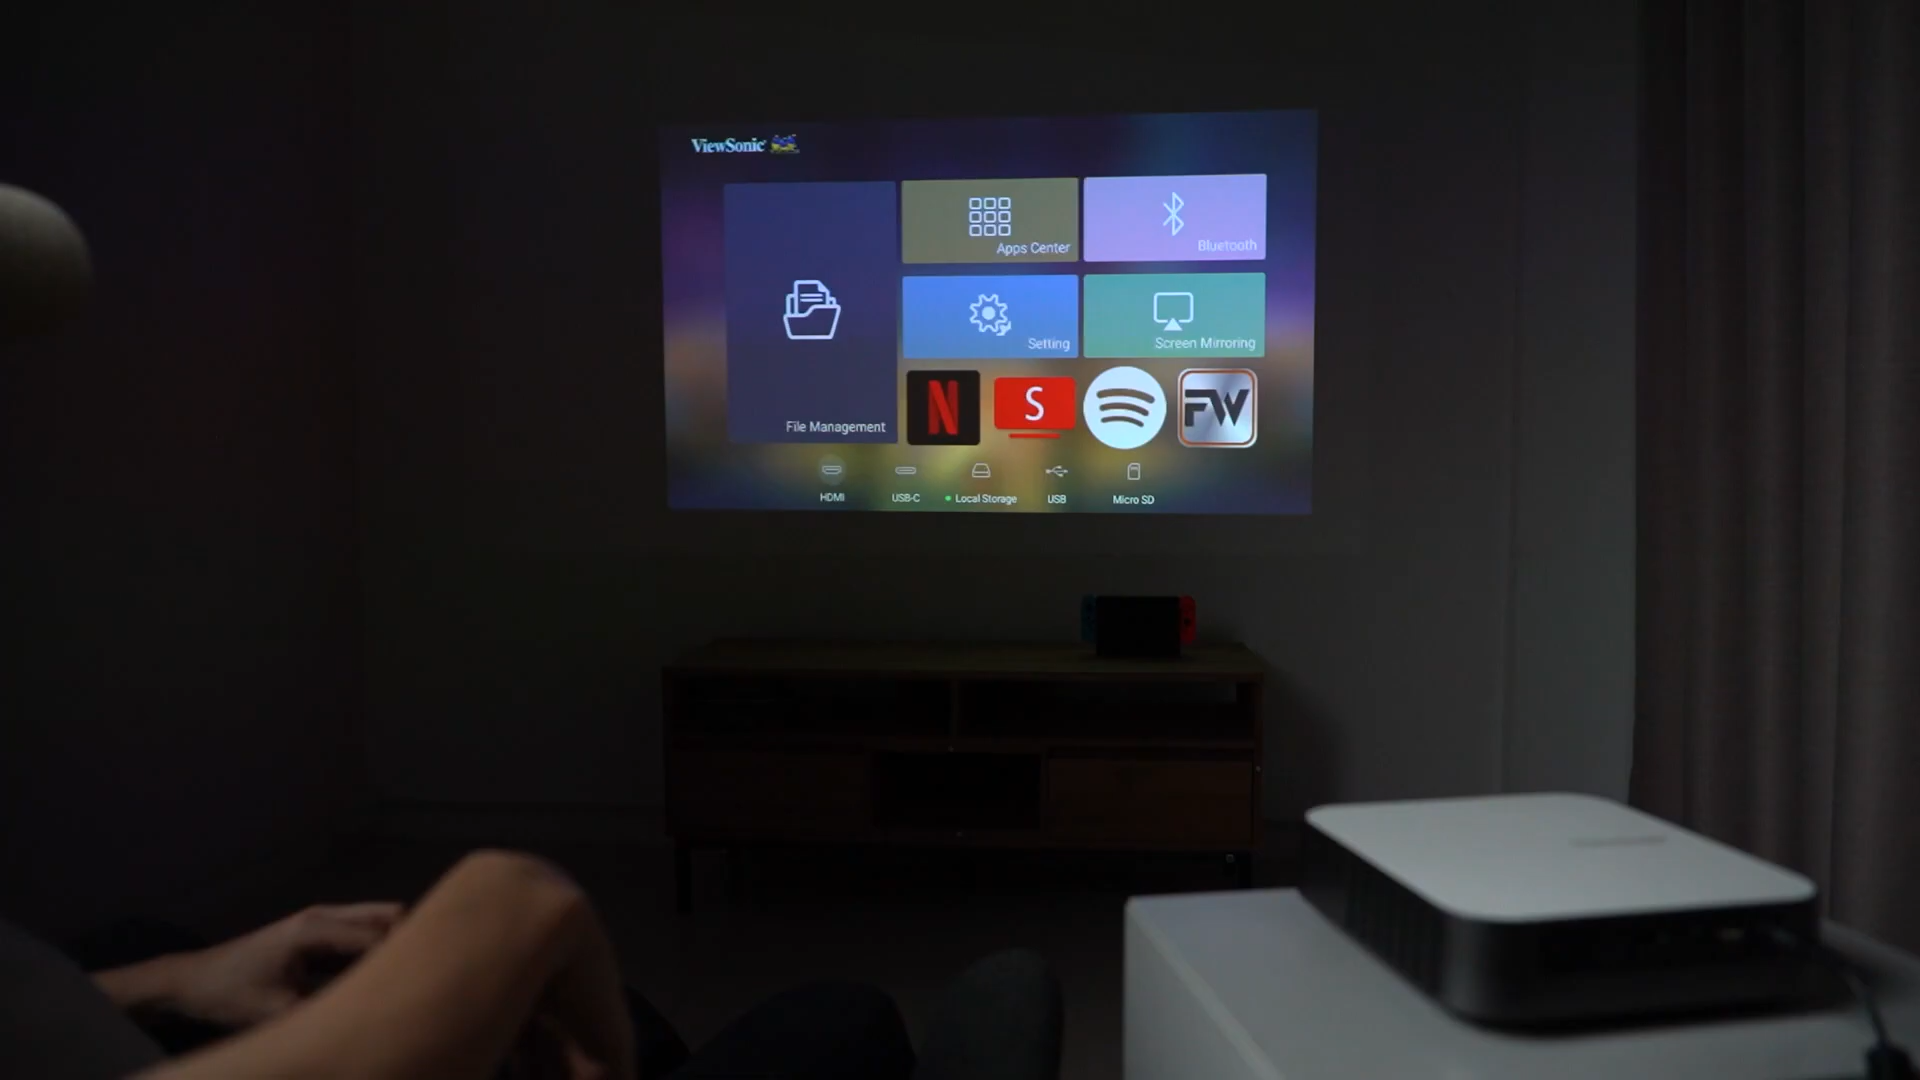 ViewSonic
Apps Center
Bluetooth
Setting
Screen Mirroring
File Management
N
S
FW
HDMI
USB-C
Local Storage
USB
Micro SD